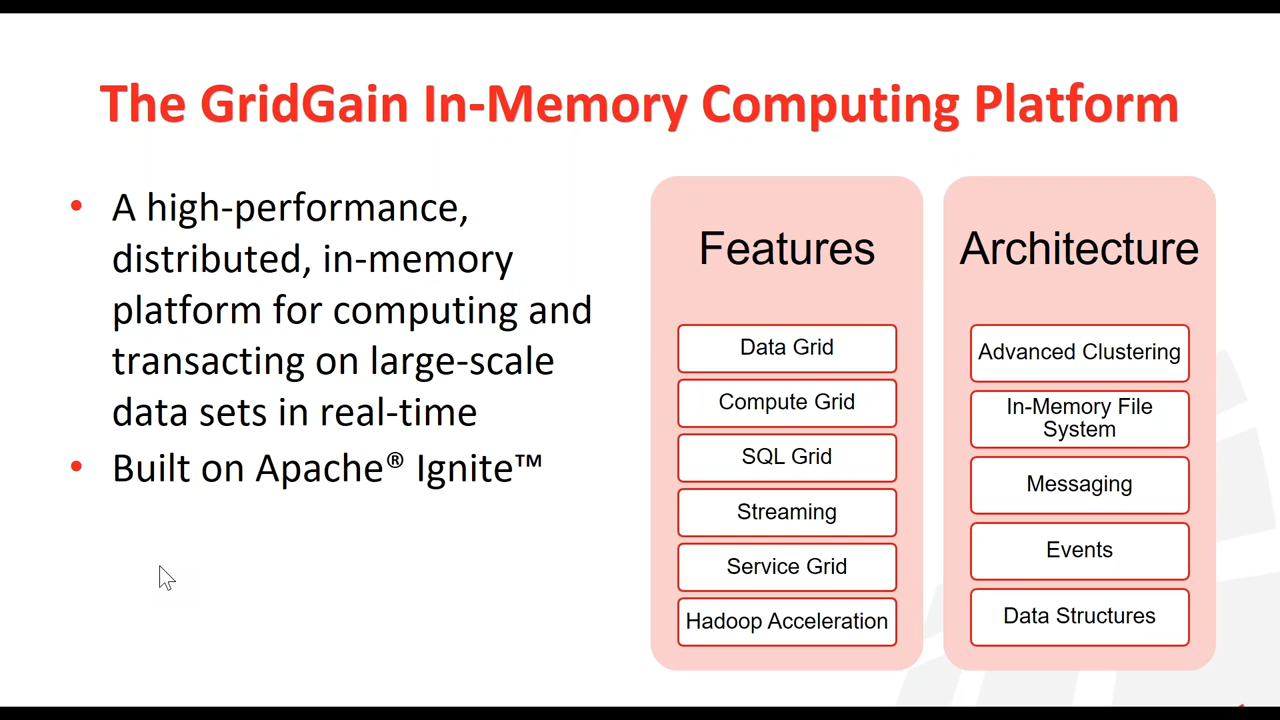 The GridGain In-Memory Computing Platform
• A high-performance,
distributed, in-memory
platform for computing and
transacting on large-scale
data sets in real-time
• Built on Apache® Ignite™
Features
Data Grid
Compute Grid
SQL Grid
Streaming
Service Grid
Hadoop Acceleration
Architecture
Advanced Clustering
In-Memory File
System
Messaging
Events
Data Structures